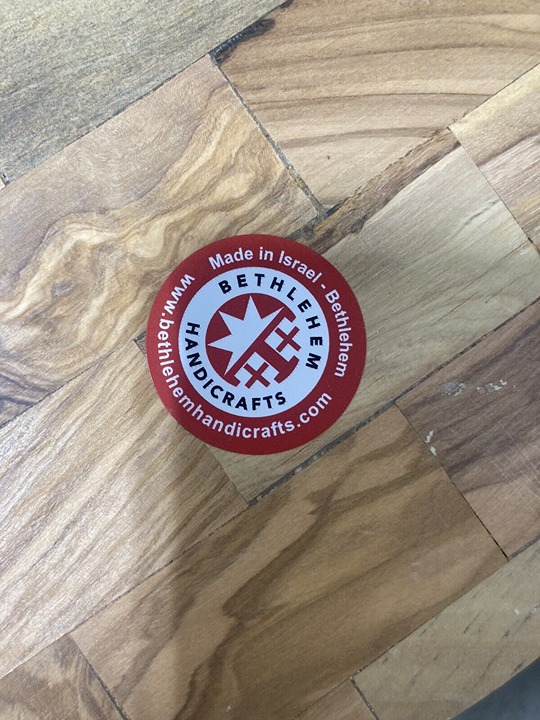 Made in Israel - Bethlehem
www.bethlehemhandicrafts.com
BETHLEHEM
HANDICRAFTS